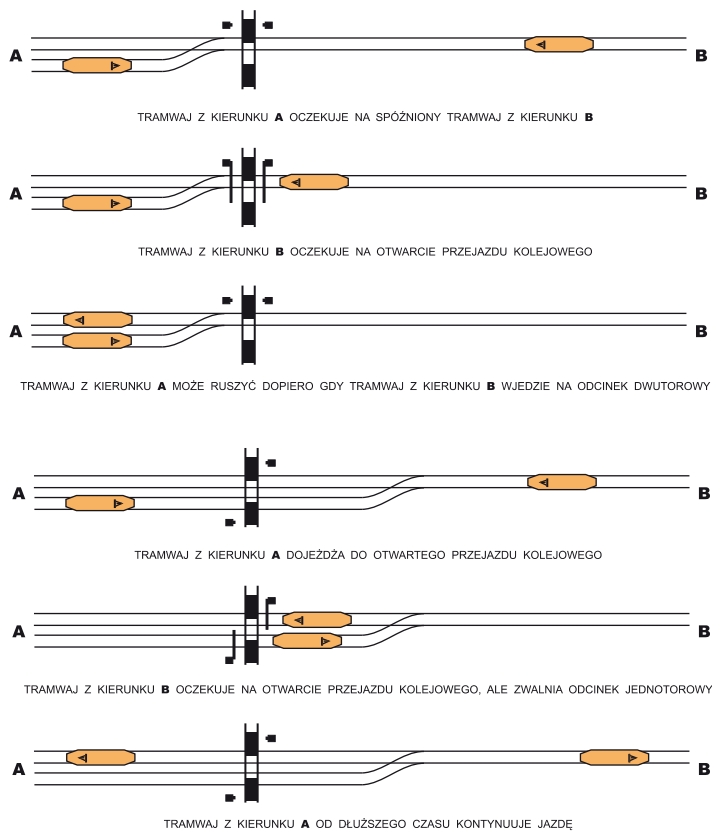 A
B
TRAMWAJ Z KIERUNKU A OCZEKUJE NA SPÓŹNIONY TRAMWAJ Z KIERUNKU B
A
B
TRAMWAJ Z KIERUNKU B OCZEKUJE NA OTWARCIE PRZEJAZDU KOLEJOWEGO
A
B
TRAMWAJ Z KIERUNKU A MOŻE RUSZYĆ DOPIERO GDY TRAMWAJ Z KIERUNKU B WJEDZIE NA ODCINEK DWUTOROWY
A
B
TRAMWAJ Z KIERUNKU A DOJEŻDŻA DO OTWARTEGO PRZEJAZDU KOLEJOWEGO
A
B
TRAMWAJ Z KIERUNKU B OCZEKUJE NA OTWARCIE PRZEJAZDU KOLEJOWEGO, ALE ZWALNIA ODCINEK JEDNOTOROWY
A
B
TRAMWAJ Z KIERUNKU A OD DŁUŻSZEGO CZASU KONTYNUUJE JAZDĘ